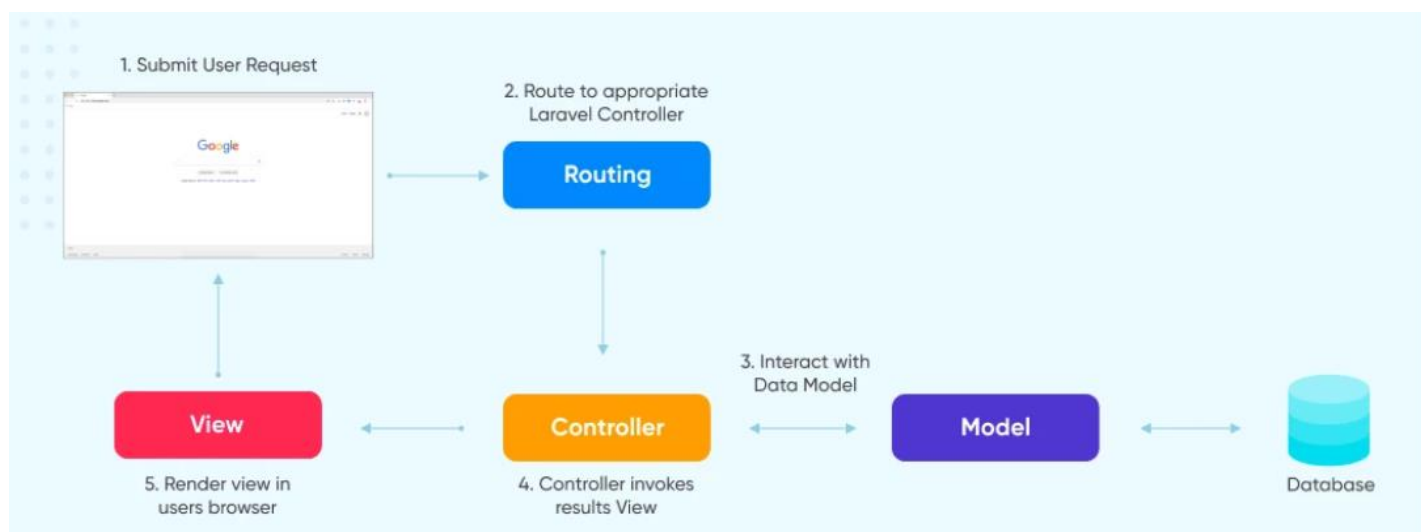 1. Submit User Request
Google
2. Route to appropriate
Laravel Controller
Routing
3. Interact with
Data Model
View
Controller
Model
5. Render view in
users browser
4. Controller invokes
results View
Database